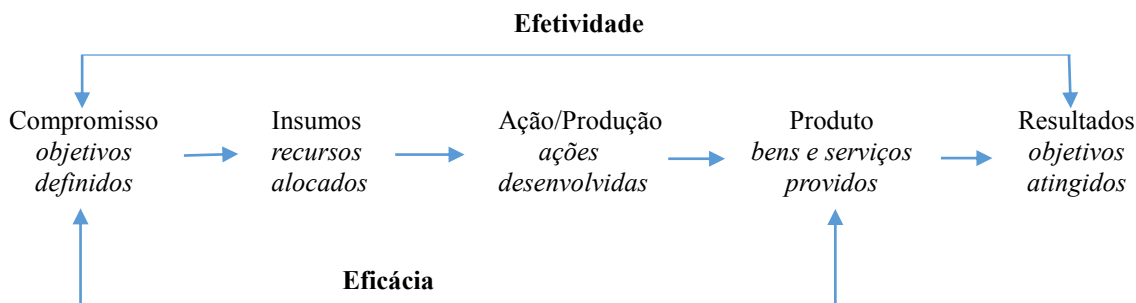 Efetividade
Compromisso Insumos Ação/Produção Produto Resultados
objetivos recursos ações bens e serviços objetivos
definidos alocados desenvolvidas providos atingidos
Eficácia